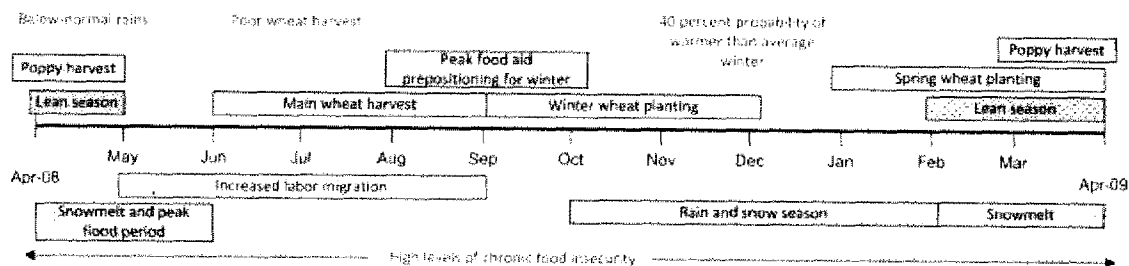 Below-normal rains
Poor wheat harvest
40 percent probability of
warmer than average
winter
Poppy harvest
Peak food aid
prepositioning for winter
Poppy harvest
Spring wheat planting
Lean season
Main wheat harvest
Winter wheat planting
Lean season
May
Jun
Jul
Aug
Sep
Oct
Nov
Dec
Jan
Feb
Mar
Apr-08
Apr-09
Increased labor migration
Snowmelt and peak
flood period
Rain and snow season
Snowmelt
High levels of chronic food insecurity